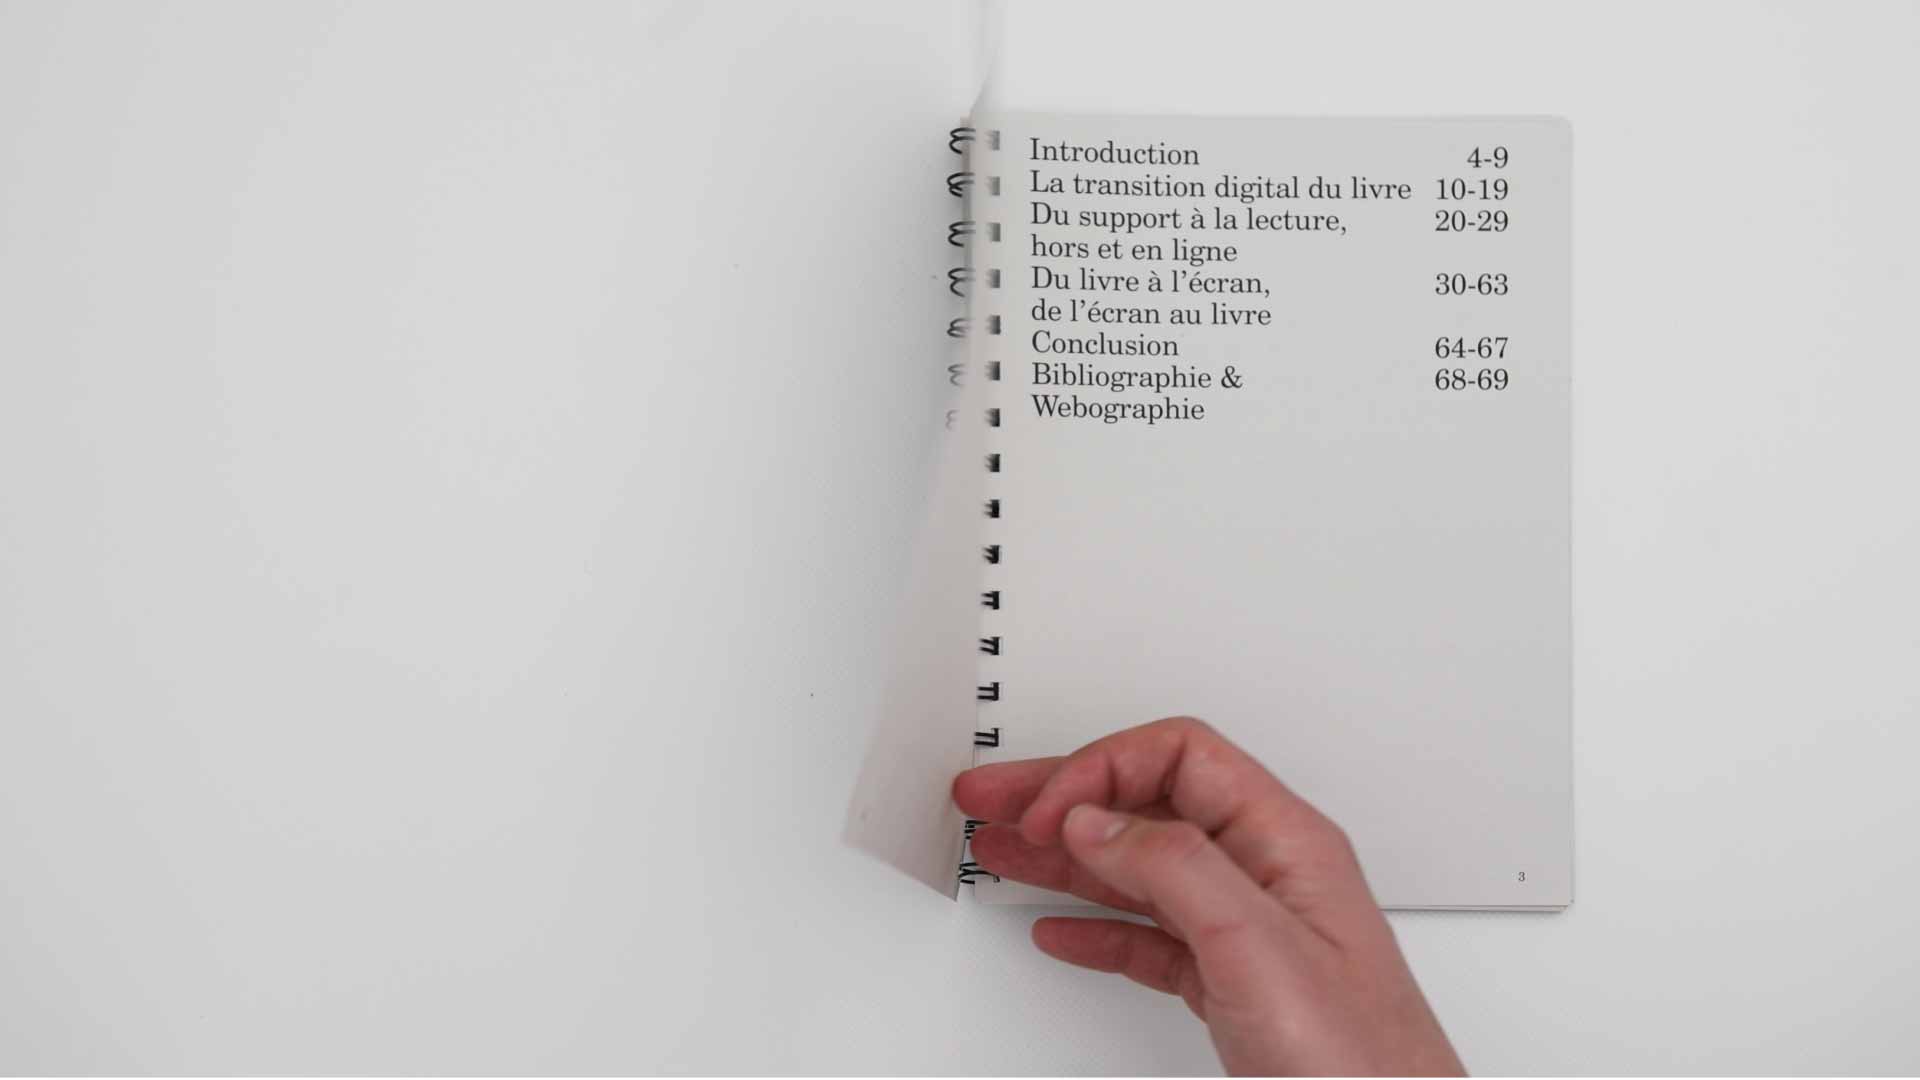 Introduction 4-9
La transition digital du livre 10-19
Du support à la lecture, 20-29
hors et en ligne
Du livre à l’écran, 30-63
de l’écran au livre
Conclusion 64-67
Bibliographie & 68-69
Webographie
3